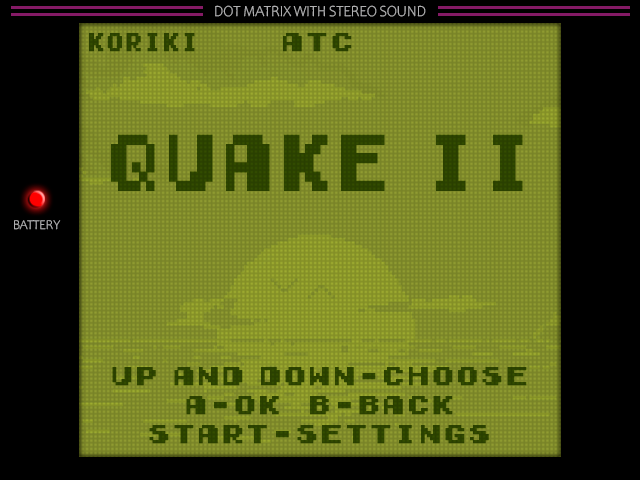 DOT MATRIX WITH STEREO SOUND
KORIKI ATC
QUAKE II
BATTERY
UP AND DOWN-CHOOSE
A-OK B-BACK
START-SETTINGS